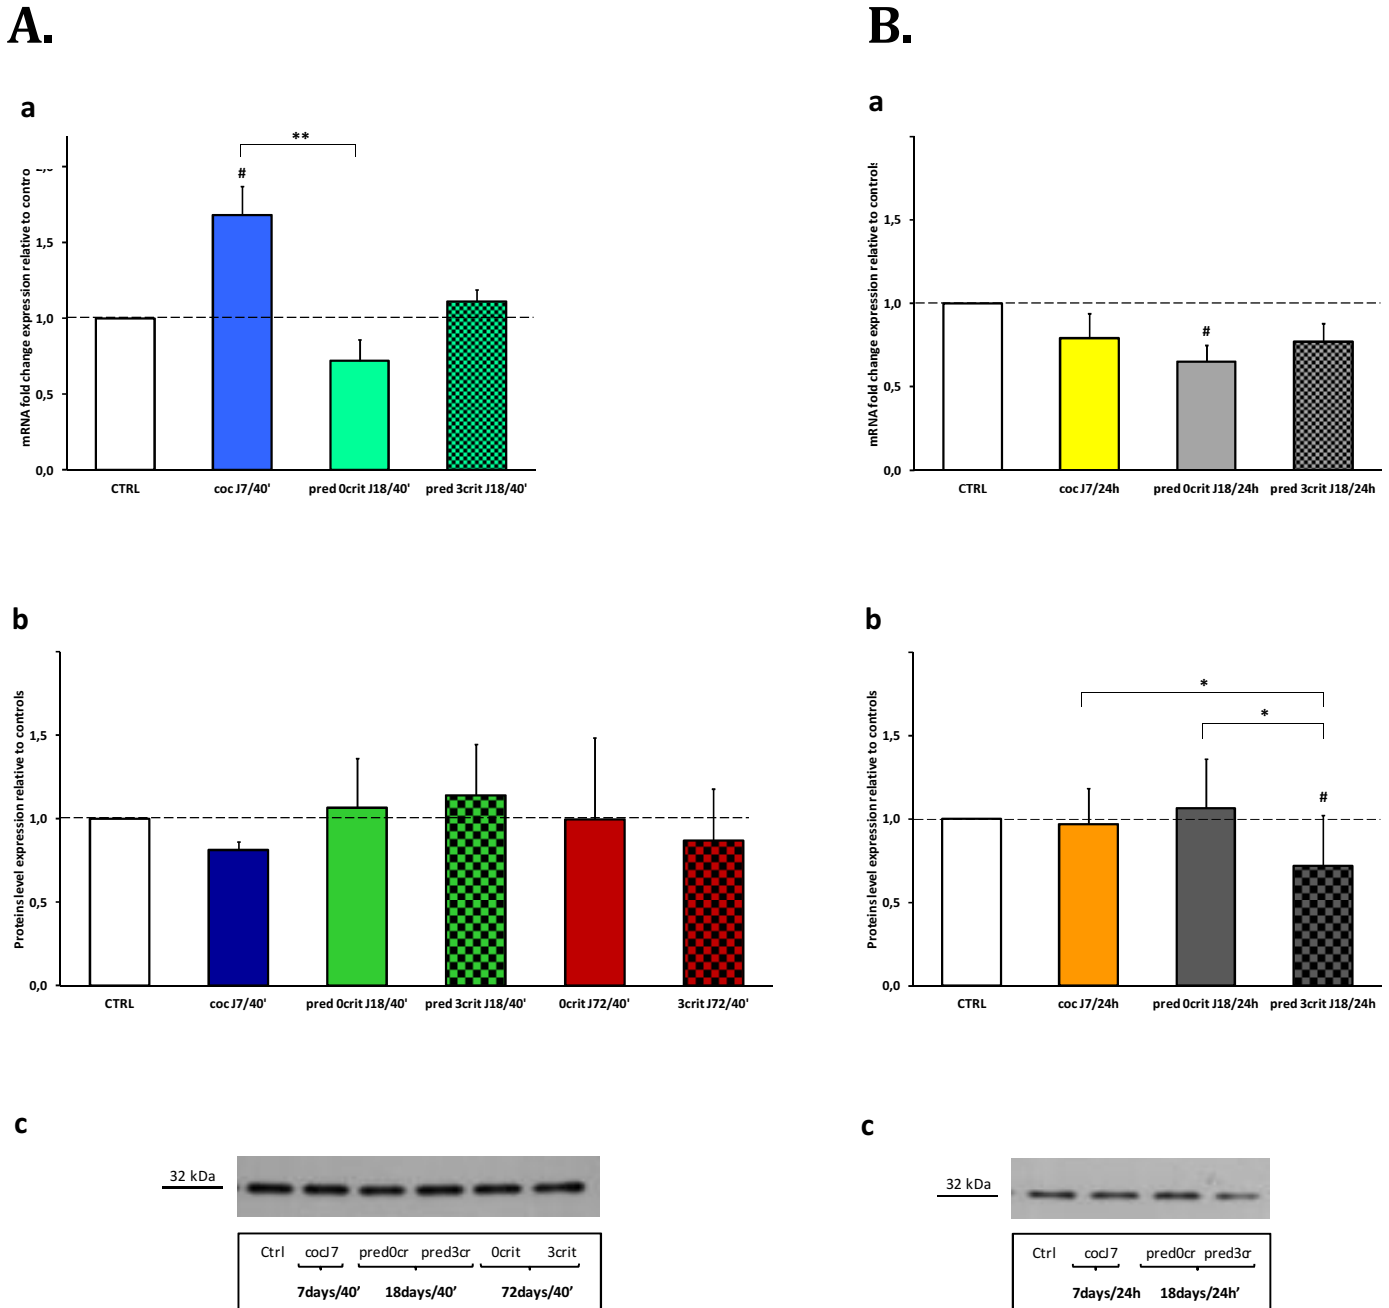 A.
a
mRNA fold change expression relative to contro
**
#
1,5
1,0
0,5
0,0
CTRL
coc J7/40'
pred 0crit J18/40'
pred 3crit J18/40'
b
Proteins level expression relative to controls
1,5
1,0
0,5
0,0
CTRL
coc J7/40'
pred 0crit J18/40'
pred 3crit J18/40'
0crit J72/40'
3crit J72/40'
c
32 kDa
Ctrl cocJ7 pred0cr pred3cr 0crit 3crit
7days/40’ 18days/40’ 72days/40’
B.
a
mRNA fold change expression relative to controls
#
1,5
1,0
0,5
0,0
CTRL
coc J7/24h
pred 0crit J18/24h
pred 3crit J18/24h
b
Proteins level expression relative to controls
*
*
#
1,5
1,0
0,5
0,0
CTRL
coc J7/24h
pred 0crit J18/24h
pred 3crit J18/24h
c
32 kDa
Ctrl cocJ7 pred0cr pred3cr
7days/24h 18days/24h’